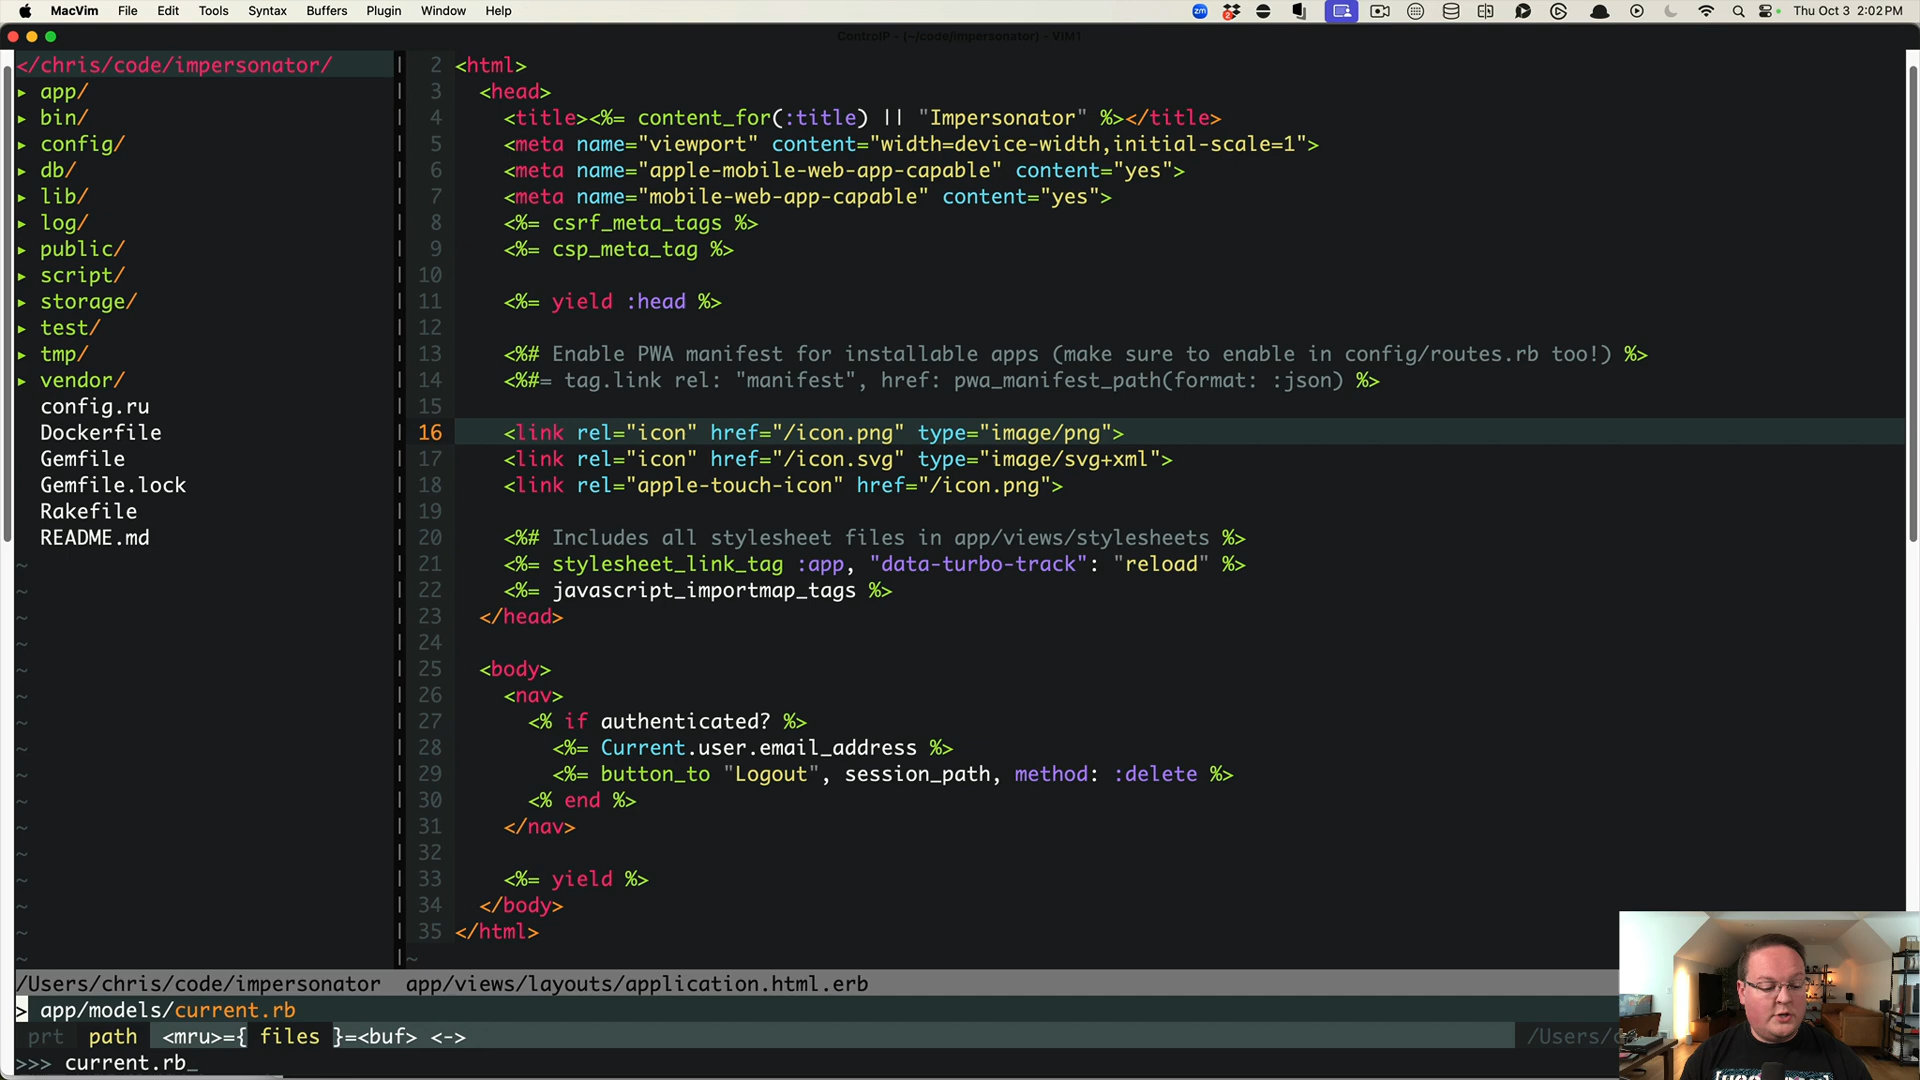 MacVim File Edit Tools Syntax Buffers Plugin Window Help
zm 2 Thu Oct 3 2:02 PM
ControlP - (~/code/impersonator) - VIM1
</chris/code/impersonator/
▸ app/
▸ bin/
▸ config/
▸ db/
▸ lib/
▸ log/
▸ public/
▸ script/
▸ storage/
▸ test/
▸ tmp/
▸ vendor/
config.ru
Dockerfile
Gemfile
Gemfile.lock
Rakefile
README.md
2 <html>
3 <head>
4 <title><%= content_for(:title) || "Impersonator" %></title>
5 <meta name="viewport" content="width=device-width,initial-scale=1">
6 <meta name="apple-mobile-web-app-capable" content="yes">
7 <meta name="mobile-web-app-capable" content="yes">
8 <%= csrf_meta_tags %>
9 <%= csp_meta_tag %>
10
11 <%= yield :head %>
12
13 <%# Enable PWA manifest for installable apps (make sure to enable in config/routes.rb too!) %>
14 <%#= tag.link rel: "manifest", href: pwa_manifest_path(format: :json) %>
15
16 <link rel="icon" href="/icon.png" type="image/png">
17 <link rel="icon" href="/icon.svg" type="image/svg+xml">
18 <link rel="apple-touch-icon" href="/icon.png">
19
20 <%# Includes all stylesheet files in app/views/stylesheets %>
21 <%= stylesheet_link_tag :app, "data-turbo-track": "reload" %>
22 <%= javascript_importmap_tags %>
23 </head>
24
25 <body>
26 <nav>
27 <% if authenticated? %>
28 <%= Current.user.email_address %>
29 <%= button_to "Logout", session_path, method: :delete %>
30 <% end %>
31 </nav>
32
33 <%= yield %>
34 </body>
35 </html>
/Users/chris/code/impersonator app/views/layouts/application.html.erb
> app/models/current.rb
prt path <mru>={ files }=<buf> <->
>>> current.rb_